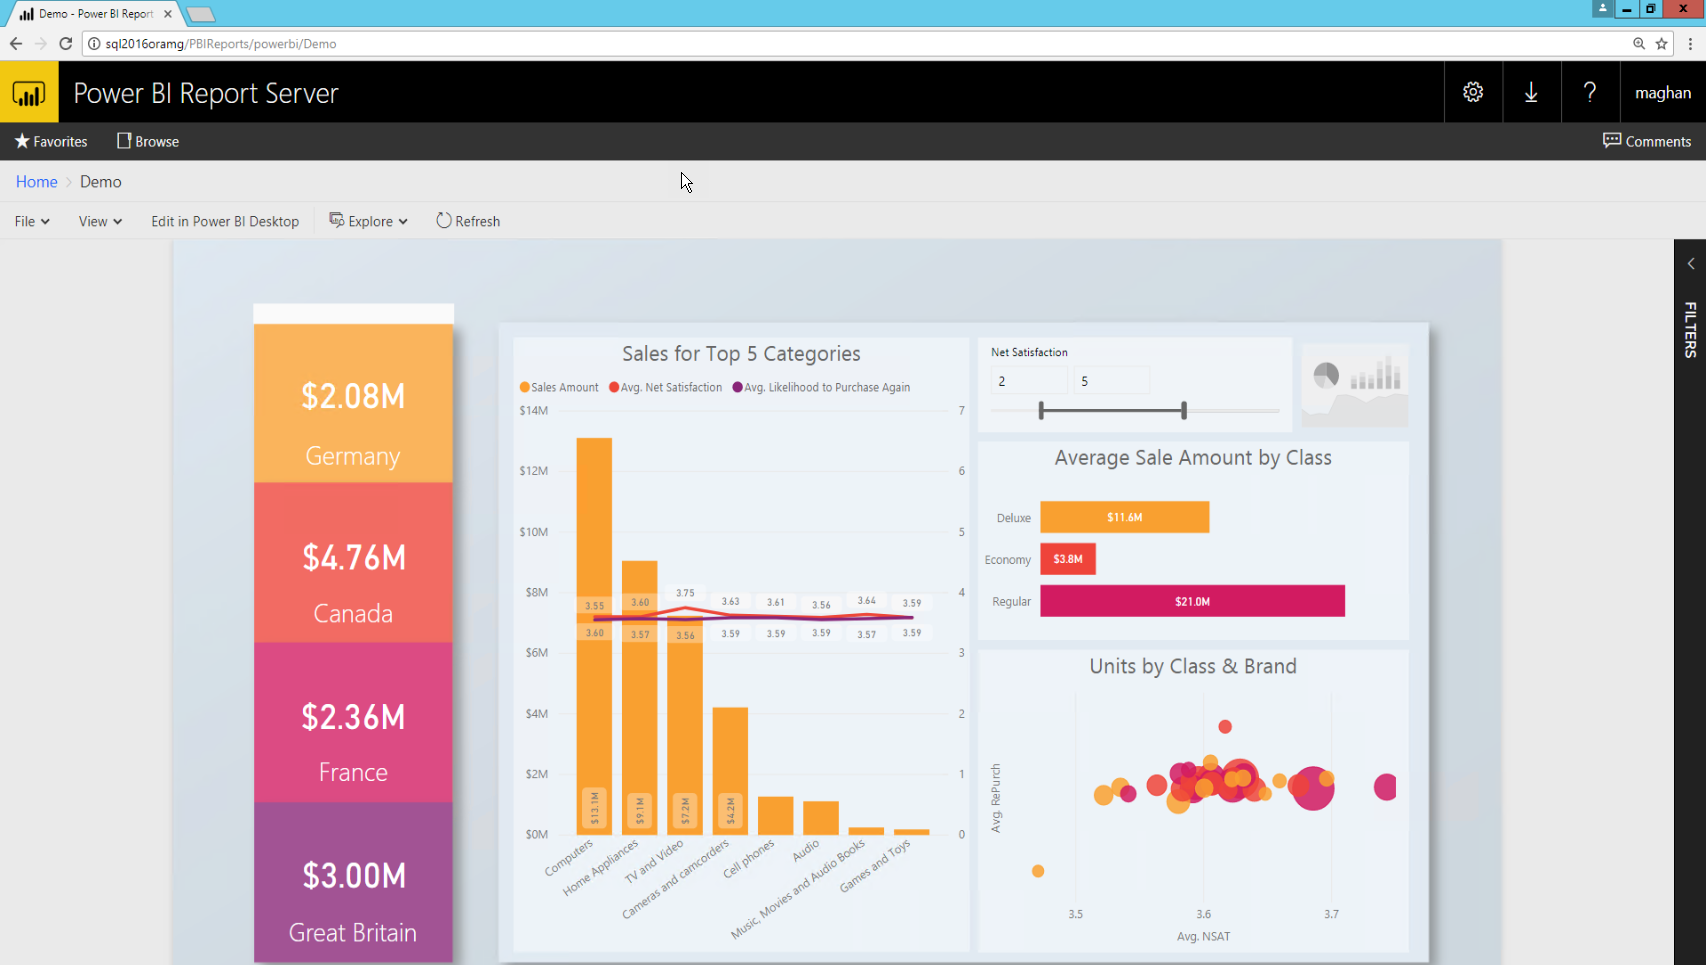 Demo - Power BI Report
sql2016oramg/PBIReports/powerbi/Demo
Power BI Report Server
?
maghan
Favorites
Browse
Comments
Home > Demo
File
View
Edit in Power BI Desktop
Explore
Refresh
FILTERS
$2.08M
Germany
$4.76M
Canada
$2.36M
France
$3.00M
Great Britain
Sales for Top 5 Categories
Sales Amount Avg. Net Satisfaction Avg. Likelihood to Purchase Again
$14M 7
$12M 6
$10M 5
$8M 4
$6M 3
$4M 2
$2M 1
$0M 0
3.55 3.60 3.75 3.63 3.61 3.56 3.64 3.59
3.60 3.57 3.56 3.59 3.59 3.59 3.57 3.59
$13.1M $9.1M $7.2M $4.2M
Computers
Home Appliances
TV and Video
Cameras and camcorders
Cell phones
Audio
Music, Movies and Audio Books
Games and Toys
Net Satisfaction
2 5
Average Sale Amount by Class
Deluxe $11.6M
Economy $3.8M
Regular $21.0M
Units by Class & Brand
Avg. RePurch
3.5 3.6 3.7
Avg. NSAT